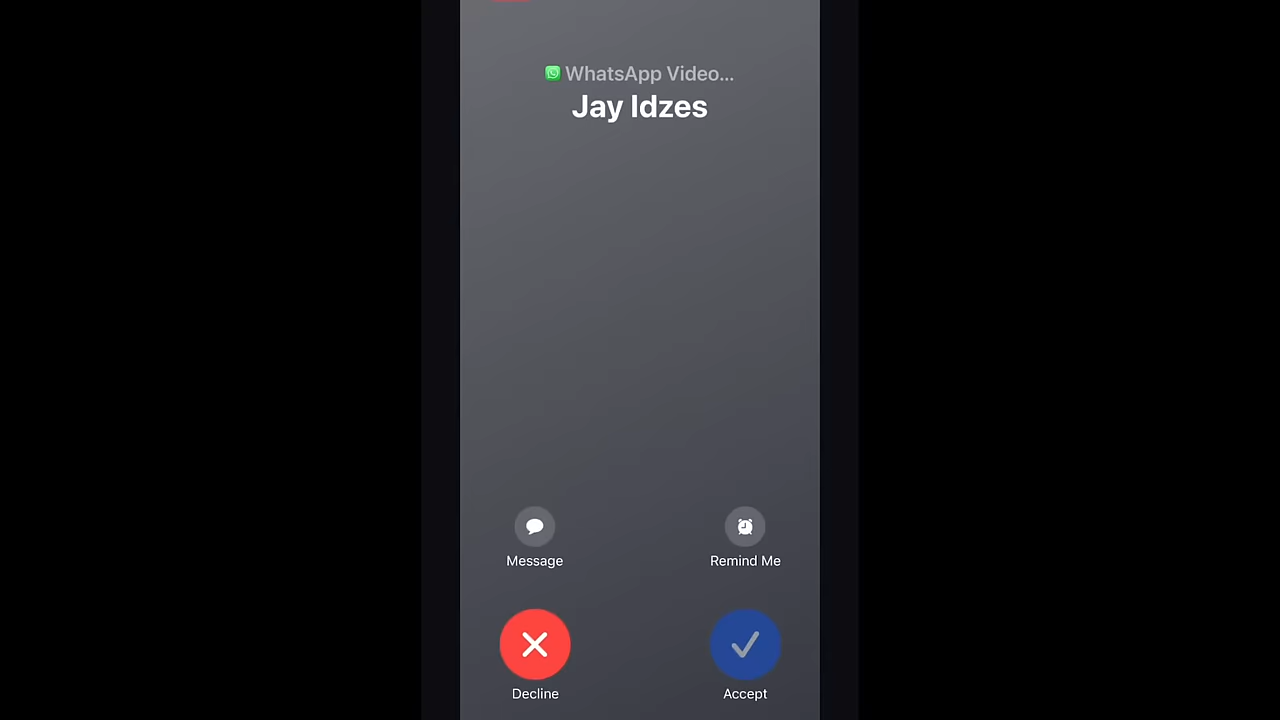 WhatsApp Video...
Jay Idzes
Message
Remind Me
Decline
Accept